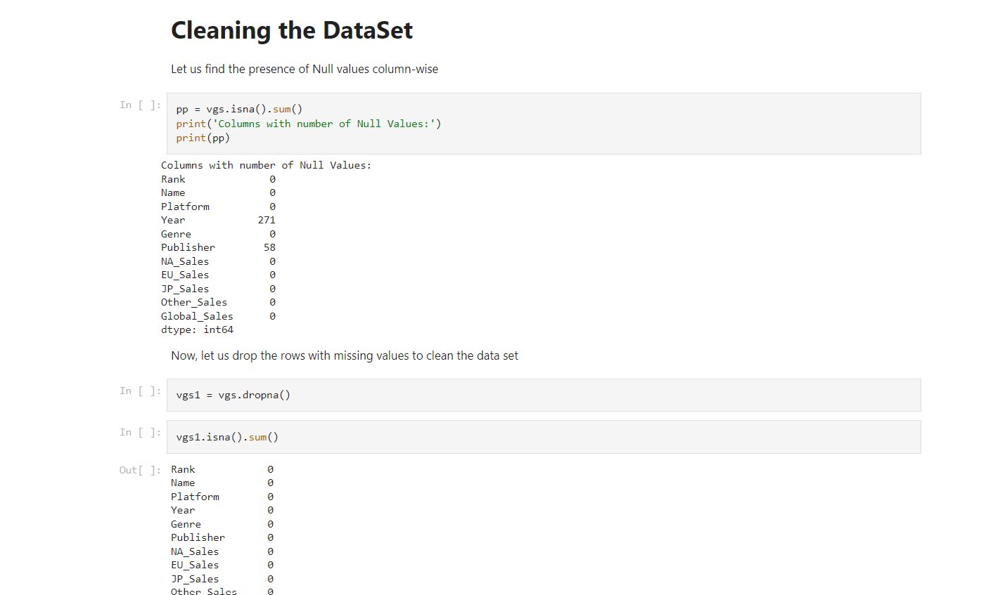 Cleaning the DataSet
Let us find the presence of Null values column-wise
In [ ]:
pp = vgs.isna().sum()
print('Columns with number of Null Values:')
print(pp)
Columns with number of Null Values:
Rank 0
Name 0
Platform 0
Year 271
Genre 0
Publisher 58
NA_Sales 0
EU_Sales 0
JP_Sales 0
Other_Sales 0
Global_Sales 0
dtype: int64
Now, let us drop the rows with missing values to clean the data set
In [ ]:
vgs1 = vgs.dropna()
In [ ]:
vgs1.isna().sum()
Out[ ]:
Rank 0
Name 0
Platform 0
Year 0
Genre 0
Publisher 0
NA_Sales 0
EU_Sales 0
JP_Sales 0
Other_Sales 0